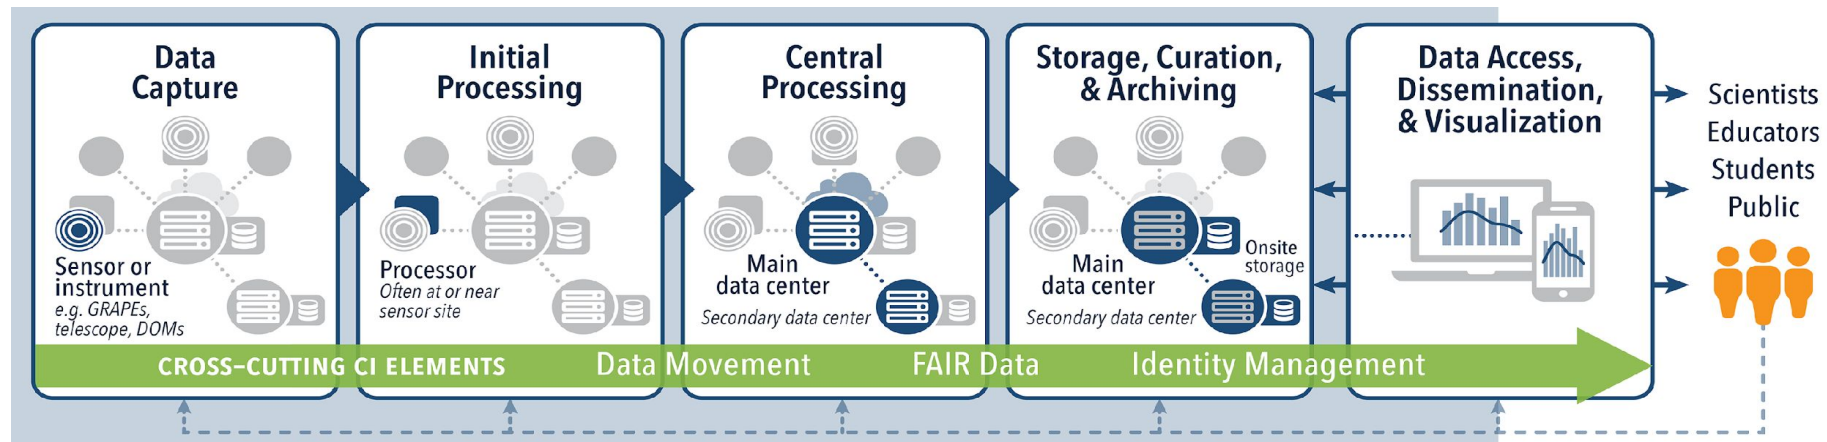 Data
Capture
Sensor or
instrument
e.g. GRAPEs,
telescope, DOMs
Initial
Processing
Processor
Often at or near
sensor site
Central
Processing
Main
data center
Secondary data center
Storage, Curation,
& Archiving
Onsite
storage
Main
data center
Secondary data center
Data Access,
Dissemination,
& Visualization
Scientists
Educators
Students
Public
CROSS–CUTTING CI ELEMENTS Data Movement FAIR Data Identity Management